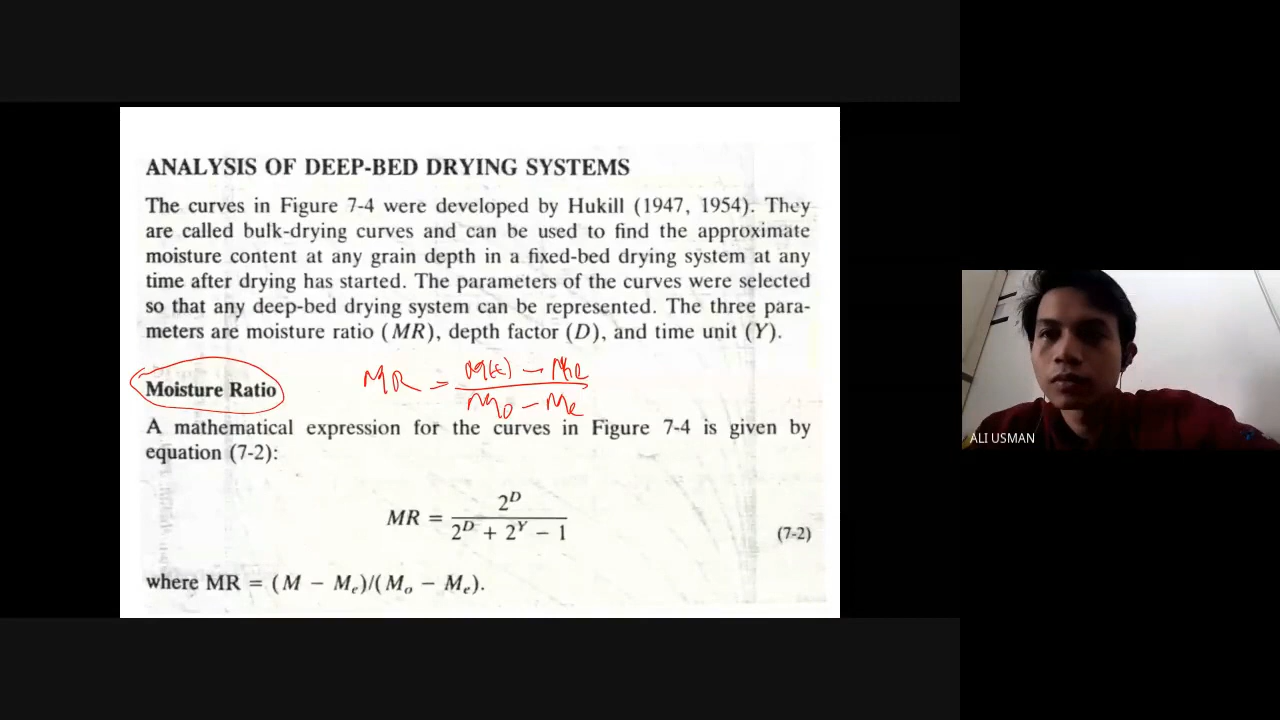 ANALYSIS OF DEEP-BED DRYING SYSTEMS
The curves in Figure 7-4 were developed by Hukill (1947, 1954). They
are called bulk-drying curves and can be used to find the approximate
moisture content at any grain depth in a fixed-bed drying system at any
time after drying has started. The parameters of the curves were selected
so that any deep-bed drying system can be represented. The three para-
meters are moisture ratio (MR), depth factor (D), and time unit (Y).
Moisture Ratio
MR = M(t) - Me
M0 - Me
A mathematical expression for the curves in Figure 7-4 is given by
equation (7-2):
MR = 2^D / (2^D + 2^Y − 1)
(7-2)
where MR = (M − Me)/(Mo − Me).
ALI USMAN